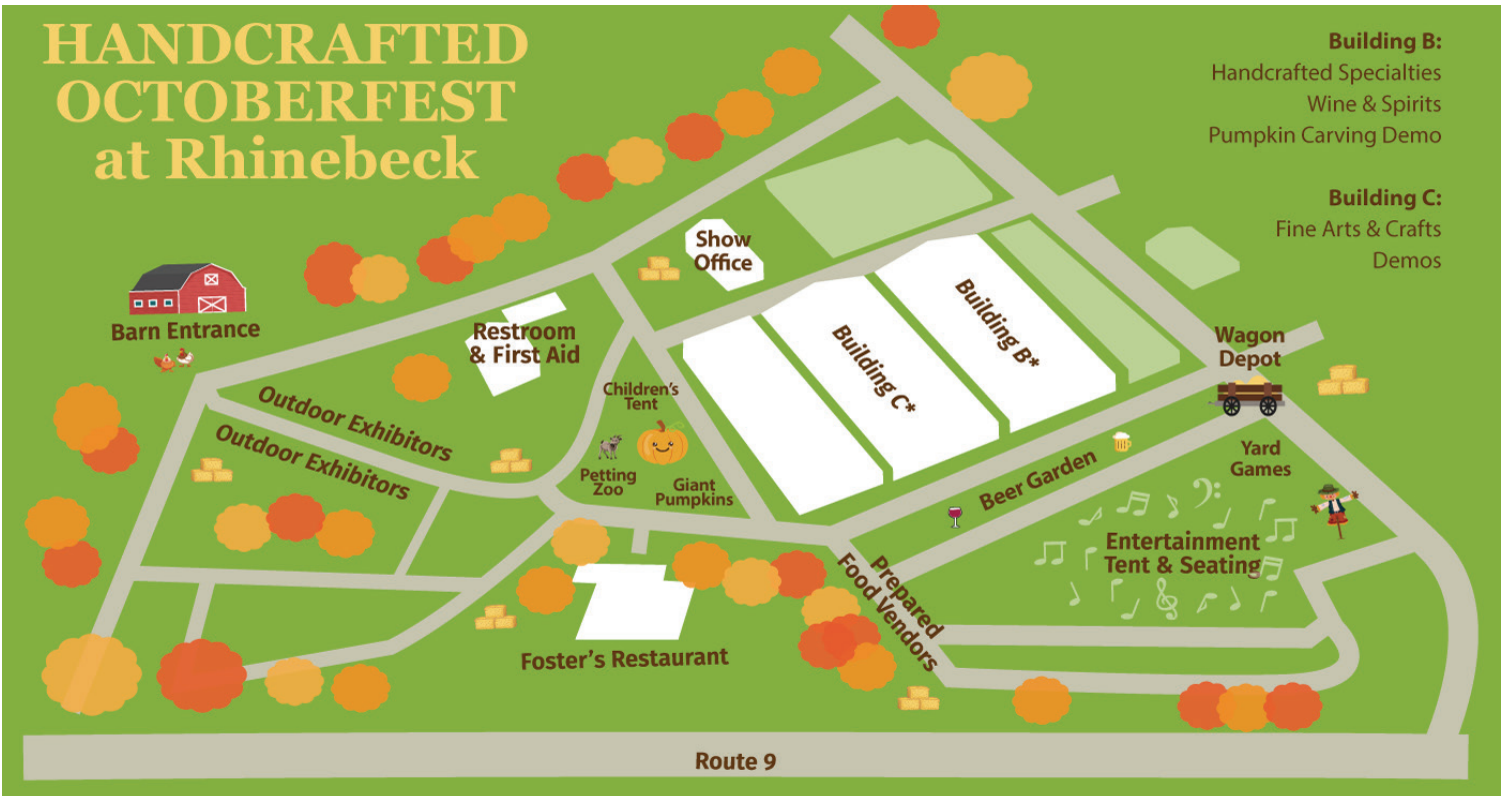 HANDCRAFTED
OCTOBERFEST
at Rhinebeck
Building B:
Handcrafted Specialties
Wine & Spirits
Pumpkin Carving Demo
Building C:
Fine Arts & Crafts
Demos
Show
Office
Barn Entrance
Restroom
& First Aid
Building B*
Building C*
Wagon
Depot
Children's
Tent
Outdoor Exhibitors
Outdoor Exhibitors
Petting
Zoo
Giant
Pumpkins
Beer Garden
Yard
Games
Entertainment
Tent & Seating
Prepared
Food Vendors
Foster's Restaurant
Route 9